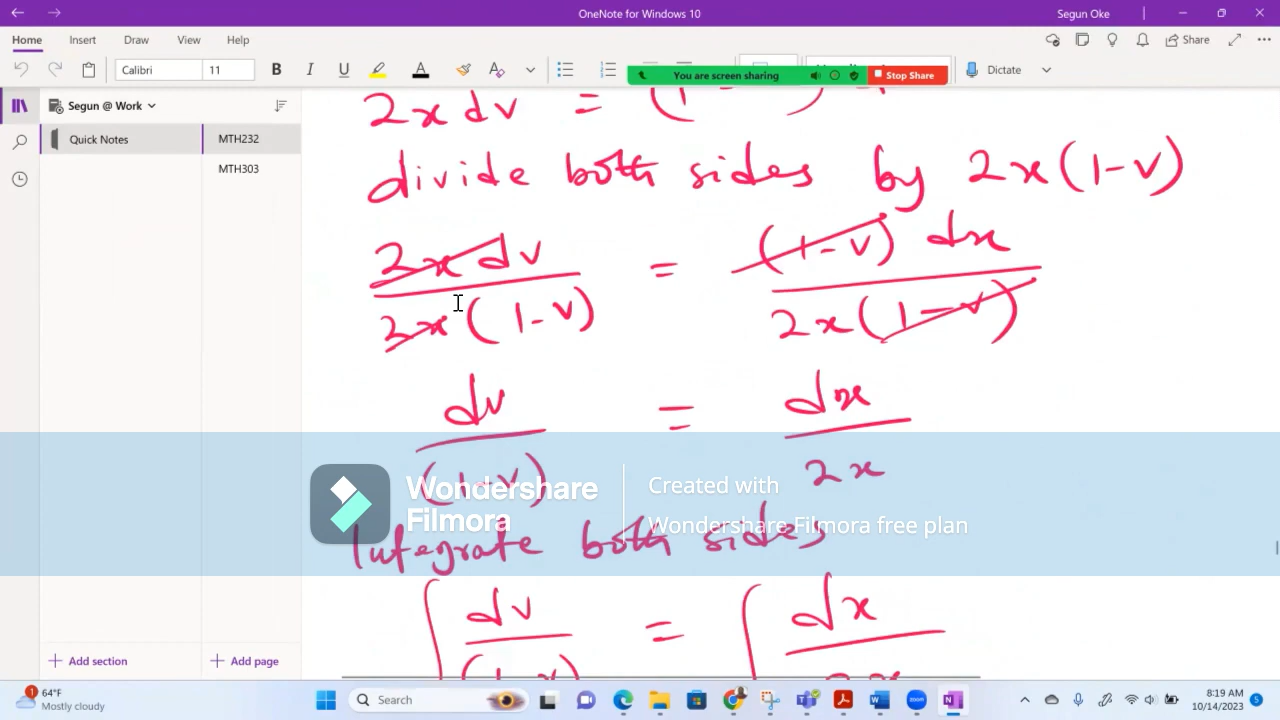 OneNote for Windows 10
Segun Oke
Home Insert Draw View Help
Share
Calibri 11 B I U A
You are screen sharing
Stop Share
Dictate
Segun @ Work
Quick Notes
MTH232
MTH303
2x dv = (1
divide both sides by 2x(1-v)
2x dv = (1-v) dx
2x(1-v) 2x(1-v)
dv = dx
(1-v) 2x
Wondershare
Filmora
Created with
Wondershare Filmora free plan
Integrate both sides
∫ dv = ∫ dx
+ Add section
+ Add page
1
64°F
Mostly cloudy
Search
8:19 AM
10/14/2023
5